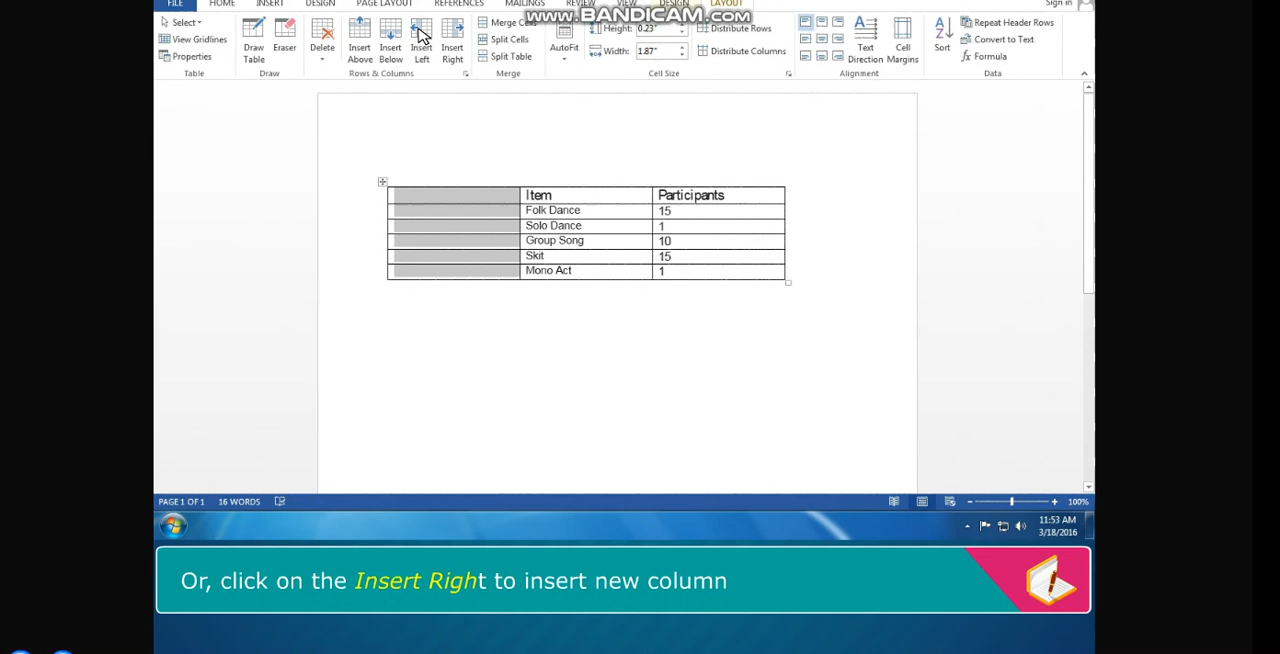 FILE HOME INSERT DESIGN PAGE LAYOUT REFERENCES MAILINGS REVIEW VIEW DESIGN LAYOUT Sign in
www.BANDICAM.com
Select
View Gridlines
Properties
Table
Draw Table
Eraser
Draw
Delete
Insert Above
Insert Below
Insert Left
Insert Right
Rows & Columns
Merge Cells
Split Cells
Split Table
Merge
AutoFit
Height: 0.23"
Width: 1.87"
Distribute Rows
Distribute Columns
Cell Size
Text Direction
Cell Margins
Alignment
Sort
Repeat Header Rows
Convert to Text
Formula
Data
Item Participants
Folk Dance 15
Solo Dance 1
Group Song 10
Skit 15
Mono Act 1
PAGE 1 OF 1 16 WORDS 100%
11:53 AM
3/18/2016
Or, click on the Insert Right to insert new column